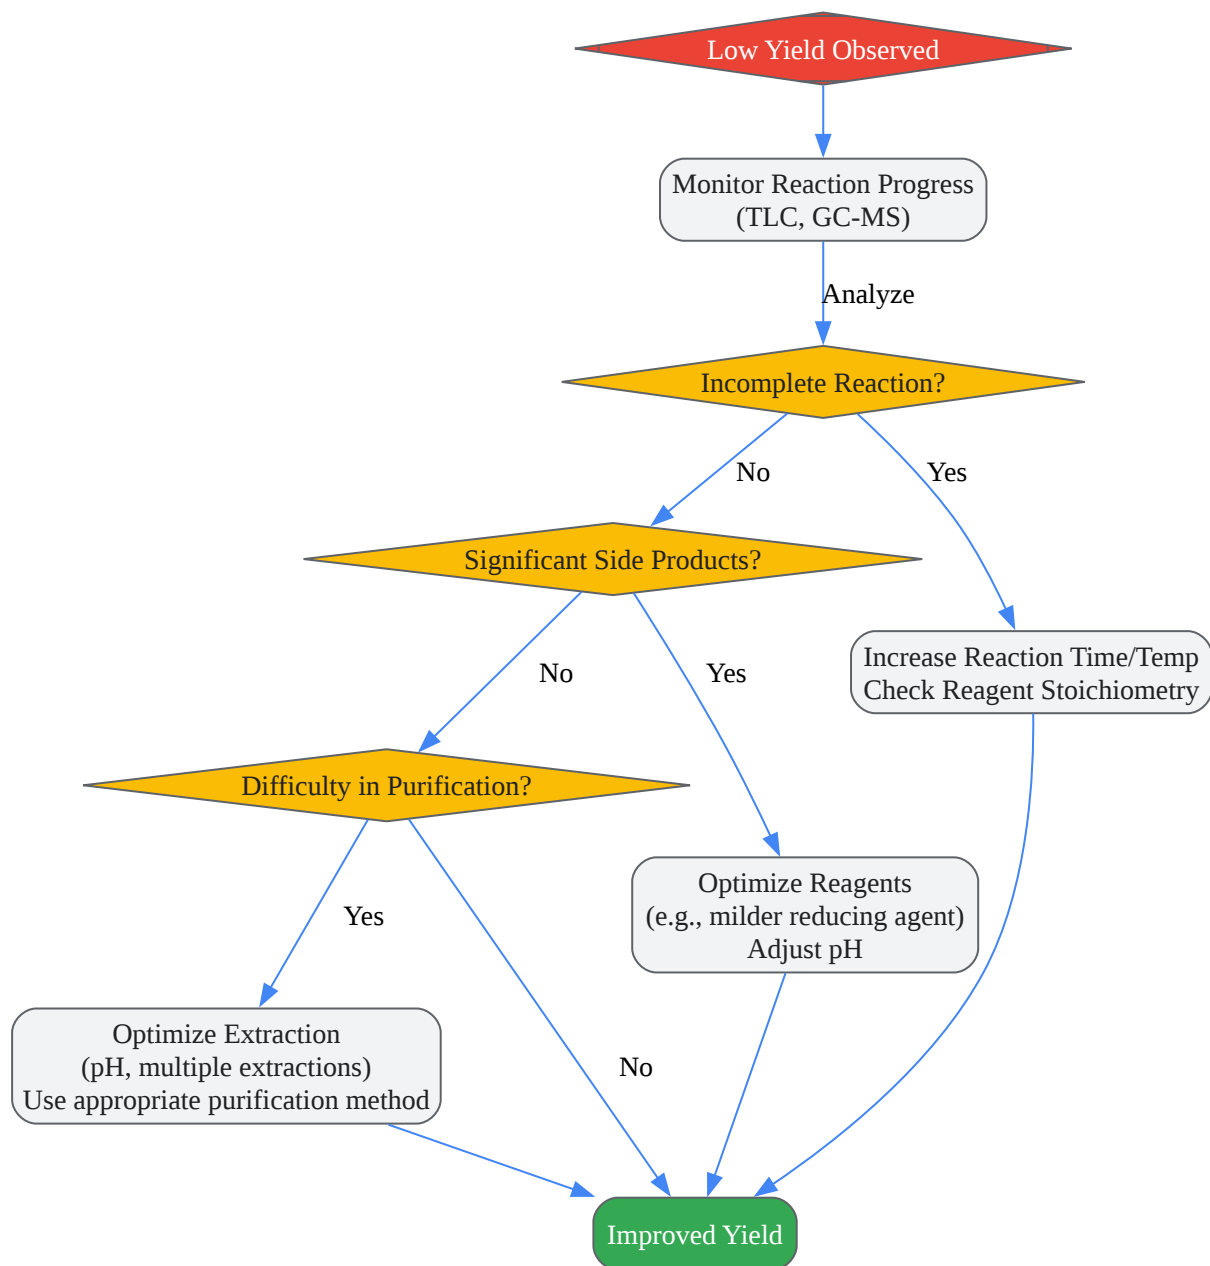 Low Yield Observed
Monitor Reaction Progress
(TLC, GC-MS)
Analyze
Incomplete Reaction?
No
Yes
Significant Side Products?
No
Yes
Increase Reaction Time/Temp
Check Reagent Stoichiometry
Difficulty in Purification?
Optimize Reagents
(e.g., milder reducing agent)
Adjust pH
Yes
No
Optimize Extraction
(pH, multiple extractions)
Use appropriate purification method
Improved Yield